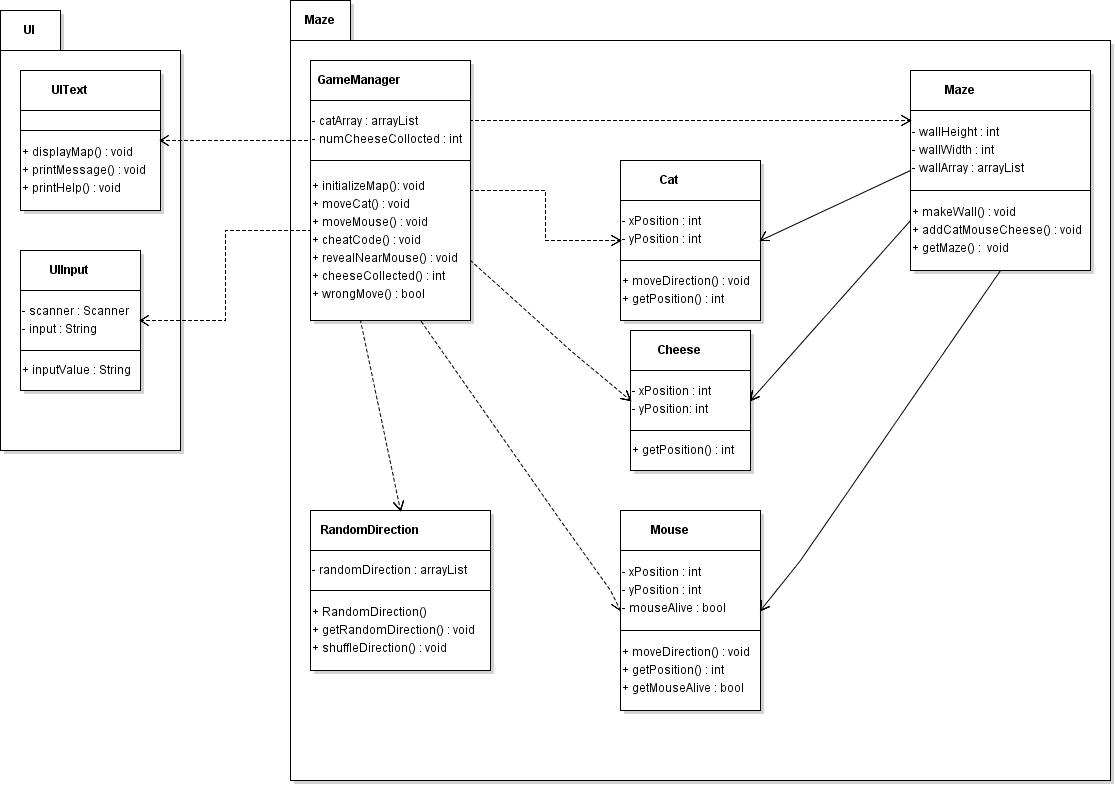 UI
UIText
+ displayMap() : void
+ printMessage() : void
+ printHelp() : void
UIInput
- scanner : Scanner
- input : String
+ inputValue : String
Maze
GameManager
- catArray : arrayList
- numCheeseCollocted : int
+ initializeMap(): void
+ moveCat() : void
+ moveMouse() : void
+ cheatCode() : void
+ revealNearMouse() : void
+ cheeseCollected() : int
+ wrongMove() : bool
Cat
- xPosition : int
- yPosition : int
+ moveDirection() : void
+ getPosition() : int
Maze
- wallHeight : int
- wallWidth : int
- wallArray : arrayList
+ makeWall() : void
+ addCatMouseCheese() : void
+ getMaze() : void
Cheese
- xPosition : int
- yPosition: int
+ getPosition() : int
RandomDirection
- randomDirection : arrayList
+ RandomDirection()
+ getRandomDirection() : void
+ shuffleDirection() : void
Mouse
- xPosition : int
- yPosition : int
- mouseAlive : bool
+ moveDirection() : void
+ getPosition() : int
+ getMouseAlive : bool